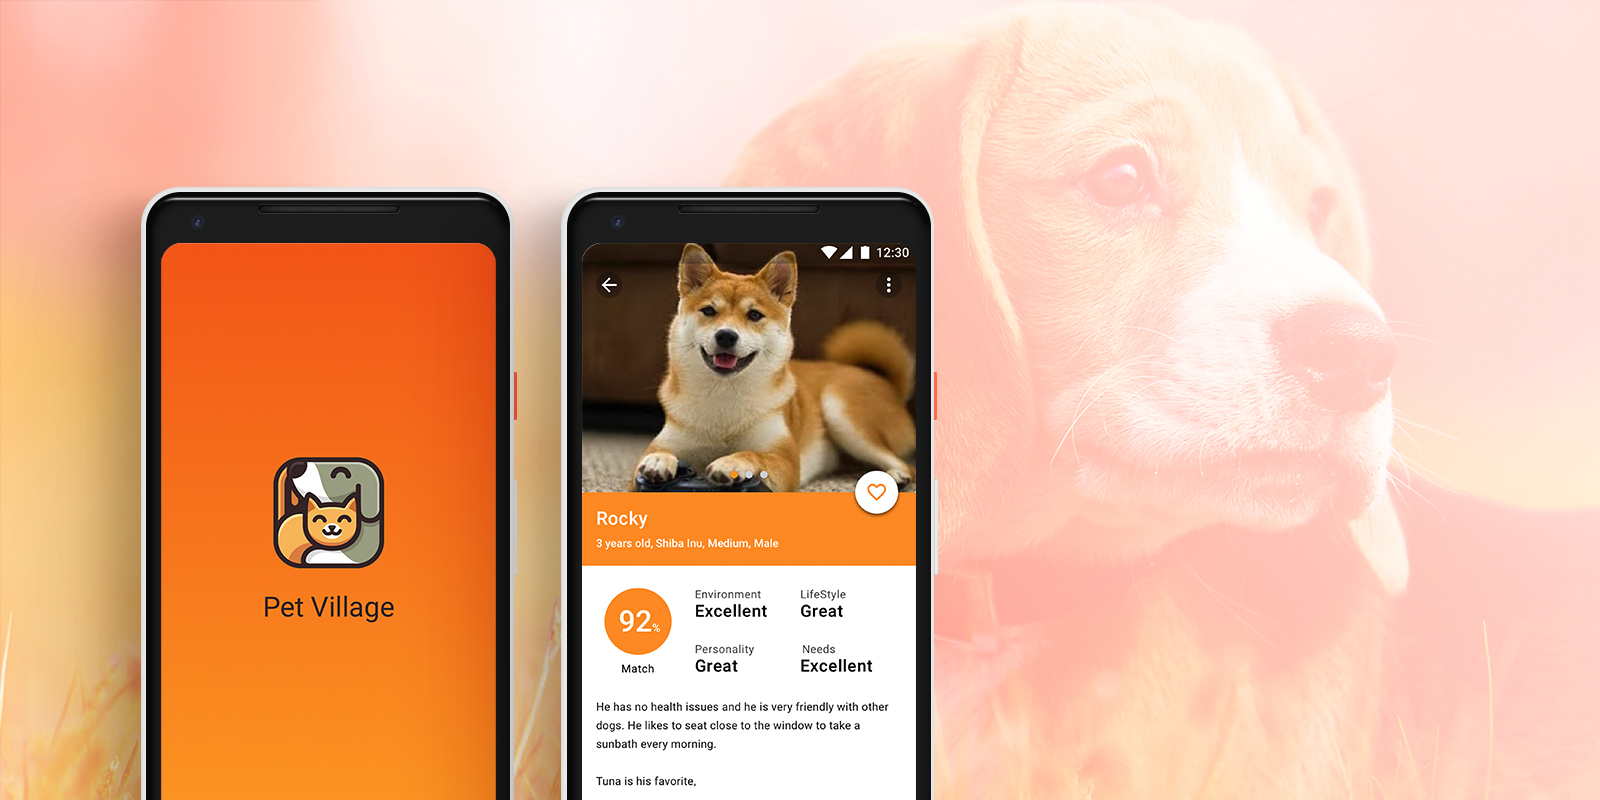 Pet Village
12:30
Rocky
3 years old, Shiba Inu, Medium, Male
92%
Match
Environment
Excellent
LifeStyle
Great
Personality
Great
Needs
Excellent
He has no health issues and he is very friendly with other
dogs. He likes to seat close to the window to take a
sunbath every morning.
Tuna is his favorite,